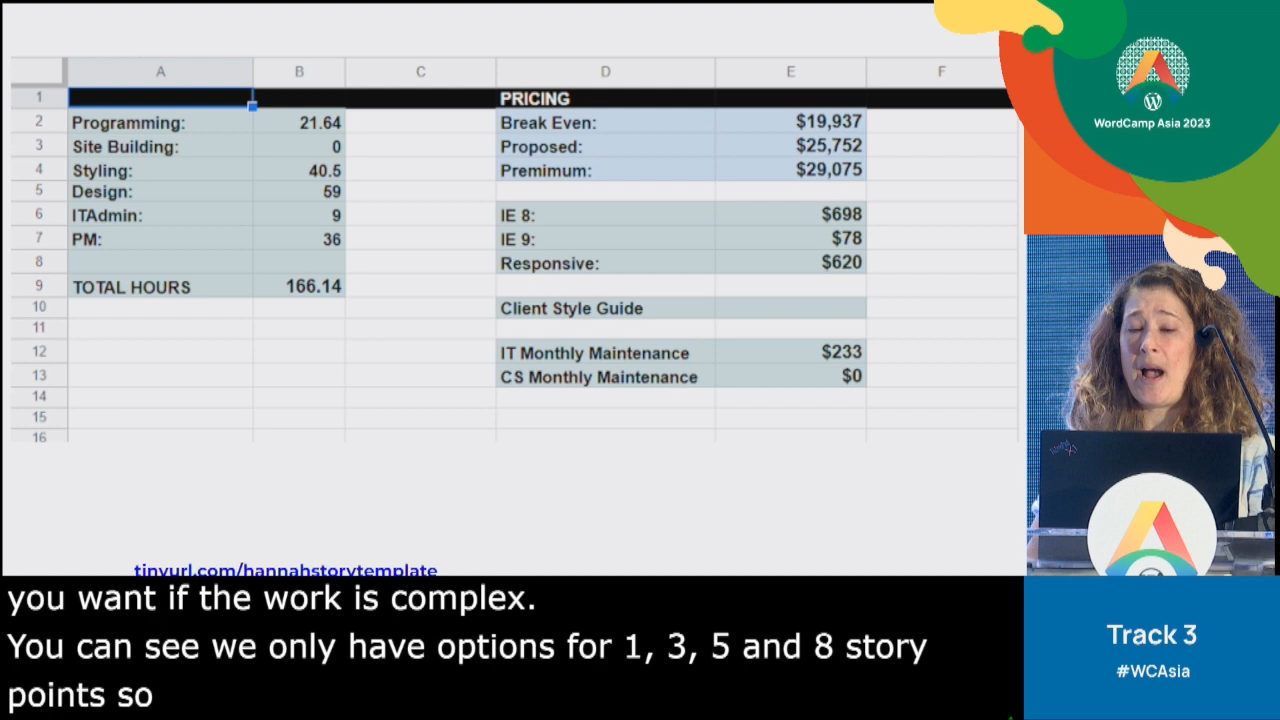 A B C D E F
1 PRICING
2 Programming: 21.64 Break Even: $19,937
3 Site Building: 0 Proposed: $25,752
4 Styling: 40.5 Premimum: $29,075
5 Design: 59
6 ITAdmin: 9 IE 8: $698
7 PM: 36 IE 9: $78
8 Responsive: $620
9 TOTAL HOURS 166.14
10 Client Style Guide
11
12 IT Monthly Maintenance $233
13 CS Monthly Maintenance $0
14
15
16
tinyurl.com/hannahstorytemplate
you want if the work is complex.
You can see we only have options for 1, 3, 5 and 8 story
points so
WordCamp Asia 2023
Track 3
#WCAsia